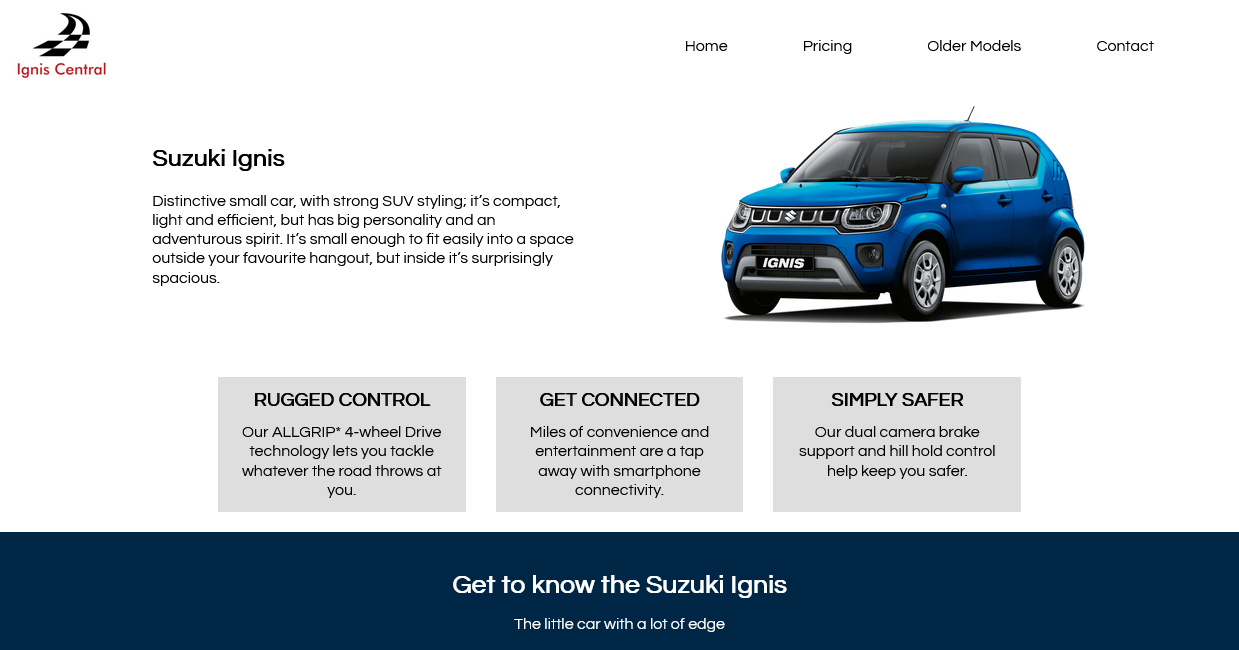 Ignis Central
Home
Pricing
Older Models
Contact
Suzuki Ignis
Distinctive small car, with strong SUV styling; it’s compact,
light and efficient, but has big personality and an
adventurous spirit. It’s small enough to fit easily into a space
outside your favourite hangout, but inside it’s surprisingly
spacious.
IGNIS
RUGGED CONTROL
Our ALLGRIP* 4-wheel Drive
technology lets you tackle
whatever the road throws at
you.
GET CONNECTED
Miles of convenience and
entertainment are a tap
away with smartphone
connectivity.
SIMPLY SAFER
Our dual camera brake
support and hill hold control
help keep you safer.
Get to know the Suzuki Ignis
The little car with a lot of edge